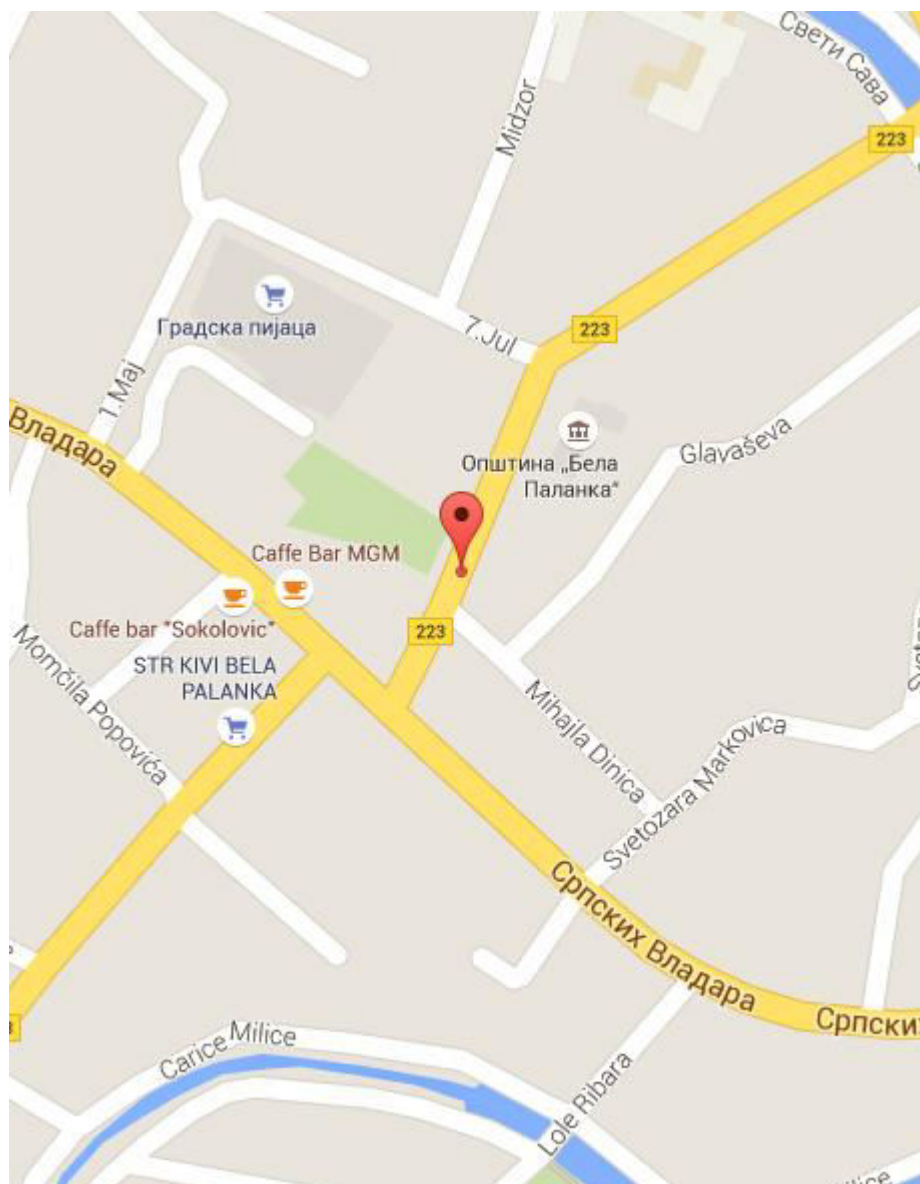 Свети Сава
223
Midzor
Градска пијаца
7.Jul
223
1.Maj
Владара
Glavaševa
Општина „Бела
Паланка"
Caffe Bar MGM
Caffe bar "Sokolovic"
223
STR KIVI BELA
PALANKA
Momčila Popovića
Mihajla Dinica
Svetozara Markovica
Српских Владара
Српских
Carice Milice
Lole Ribara